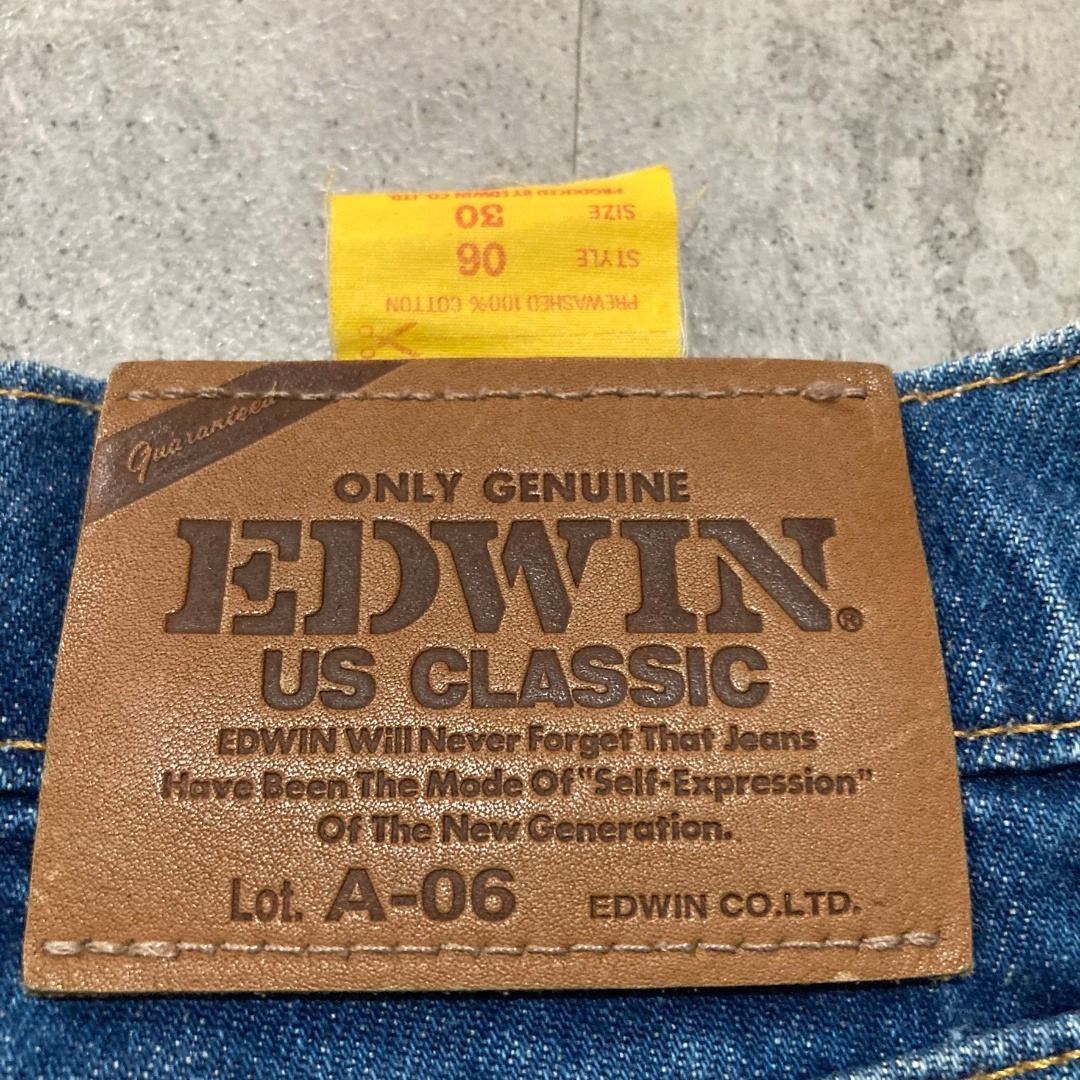 PREWASHED 100% COTTON
STYLE 06
SIZE 30
PRODUCED BY EDWIN CO. LTD.
Guaranteed
ONLY GENUINE
EDWIN®
US CLASSIC
EDWIN Will Never Forget That Jeans
Have Been The Mode Of "Self-Expression"
Of The New Generation.
Lot. A-06 EDWIN CO.LTD.